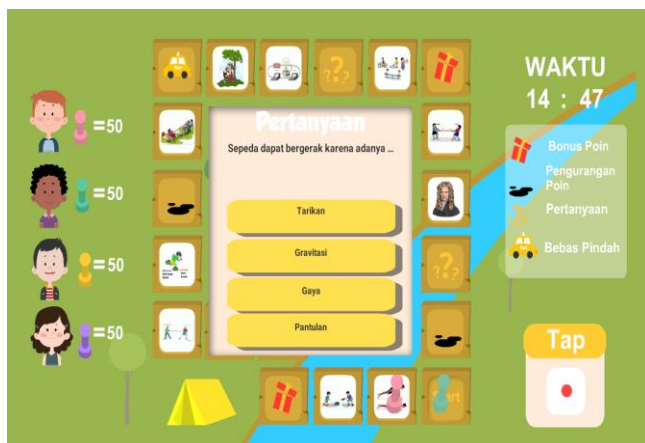 WAKTU
14 : 47
Pertanyaan
Sepeda dapat bergerak karena adanya ...
Tarikan
Gravitasi
Gaya
Pantulan
=50
=50
=50
=50
Bonus Poin
Pengurangan
Poin
Pertanyaan
Bebas Pindah
???
???
Tap